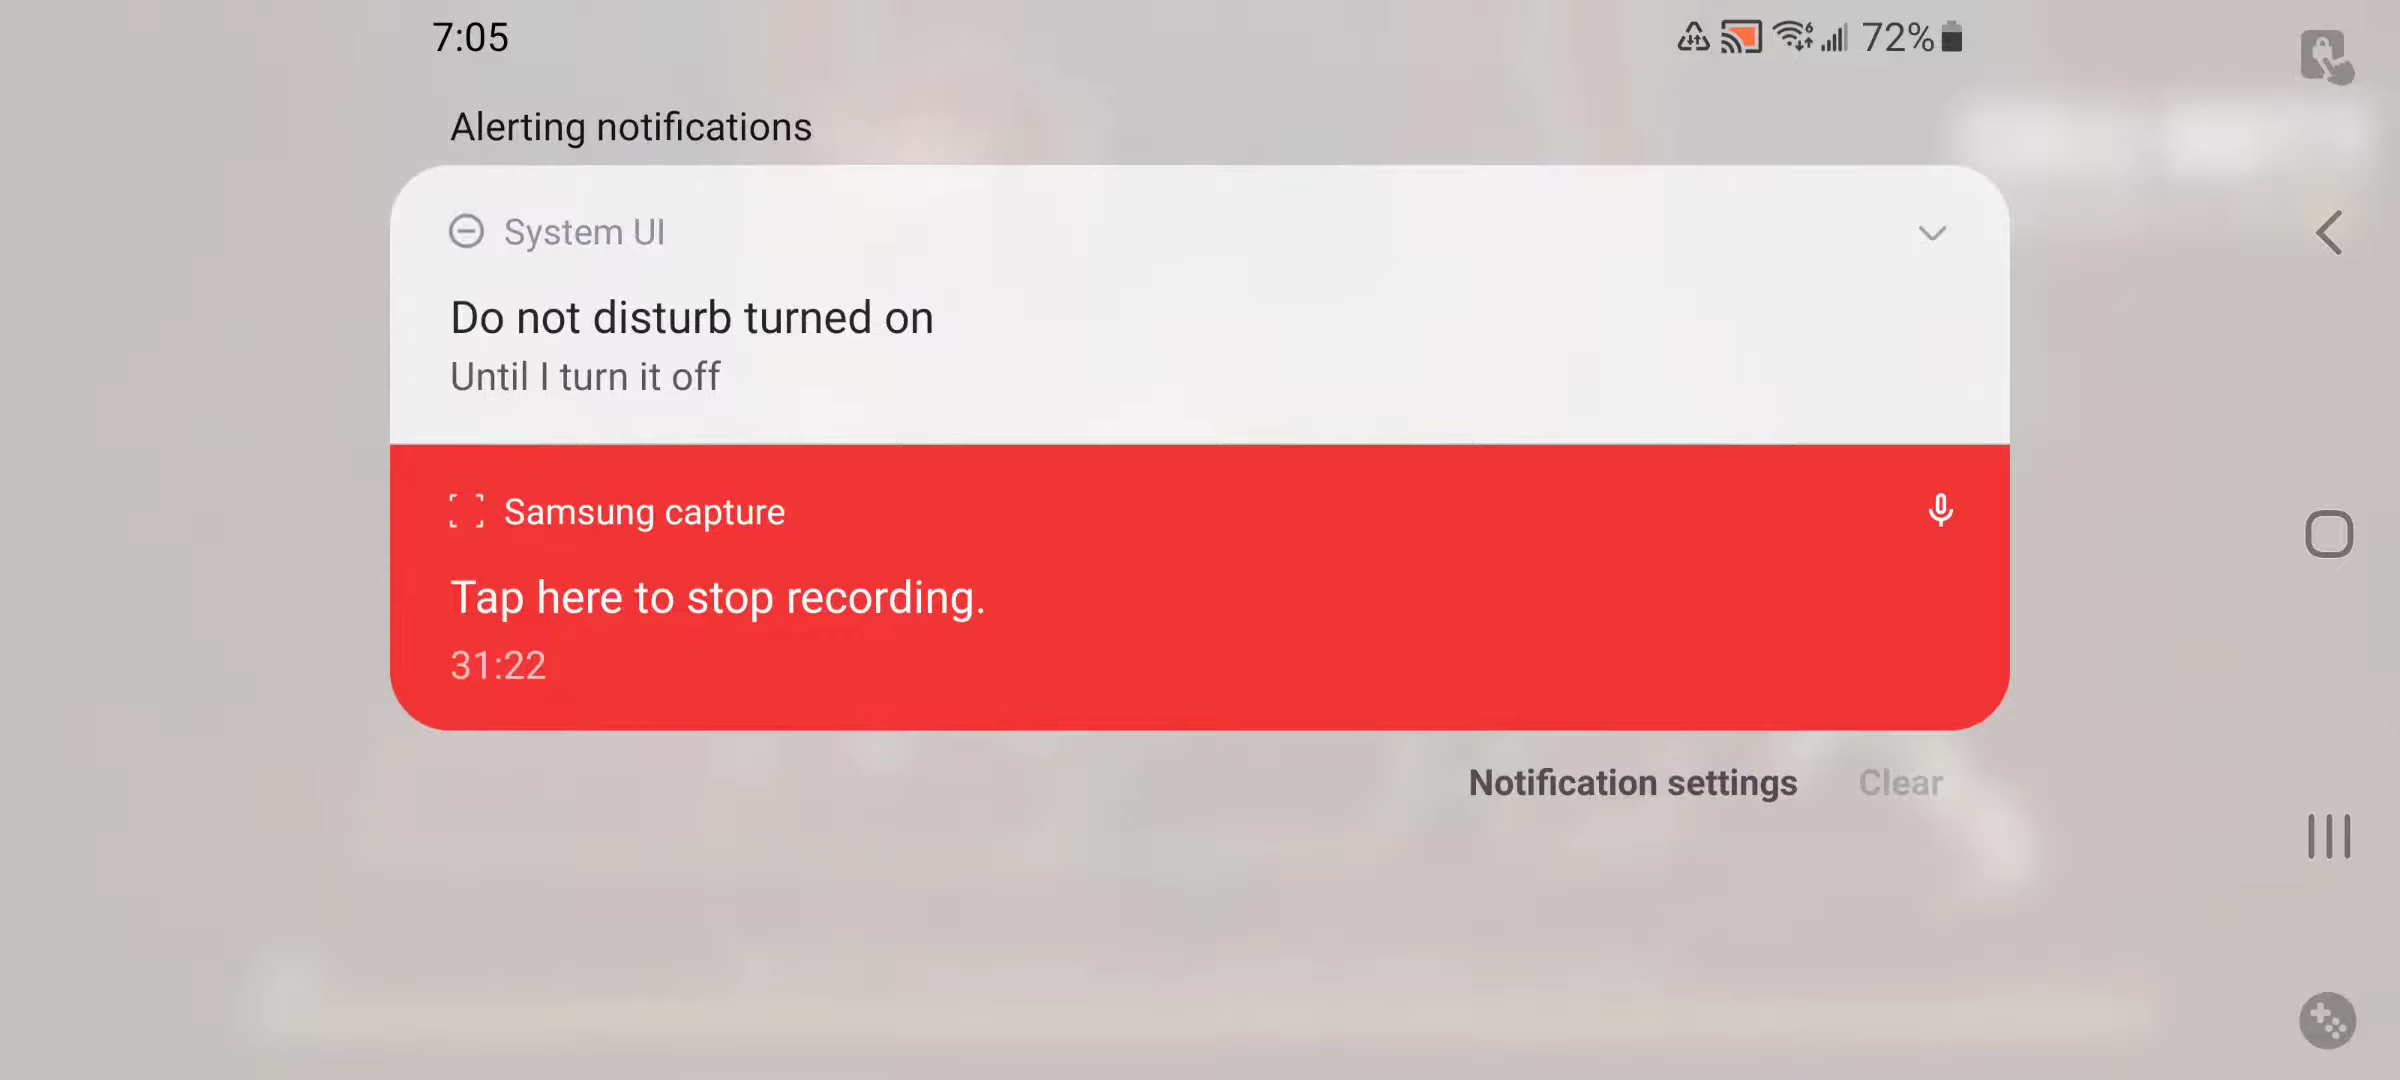 7:05
72%
Alerting notifications
System UI
Do not disturb turned on
Until I turn it off
Samsung capture
Tap here to stop recording.
31:22
Notification settings
Clear